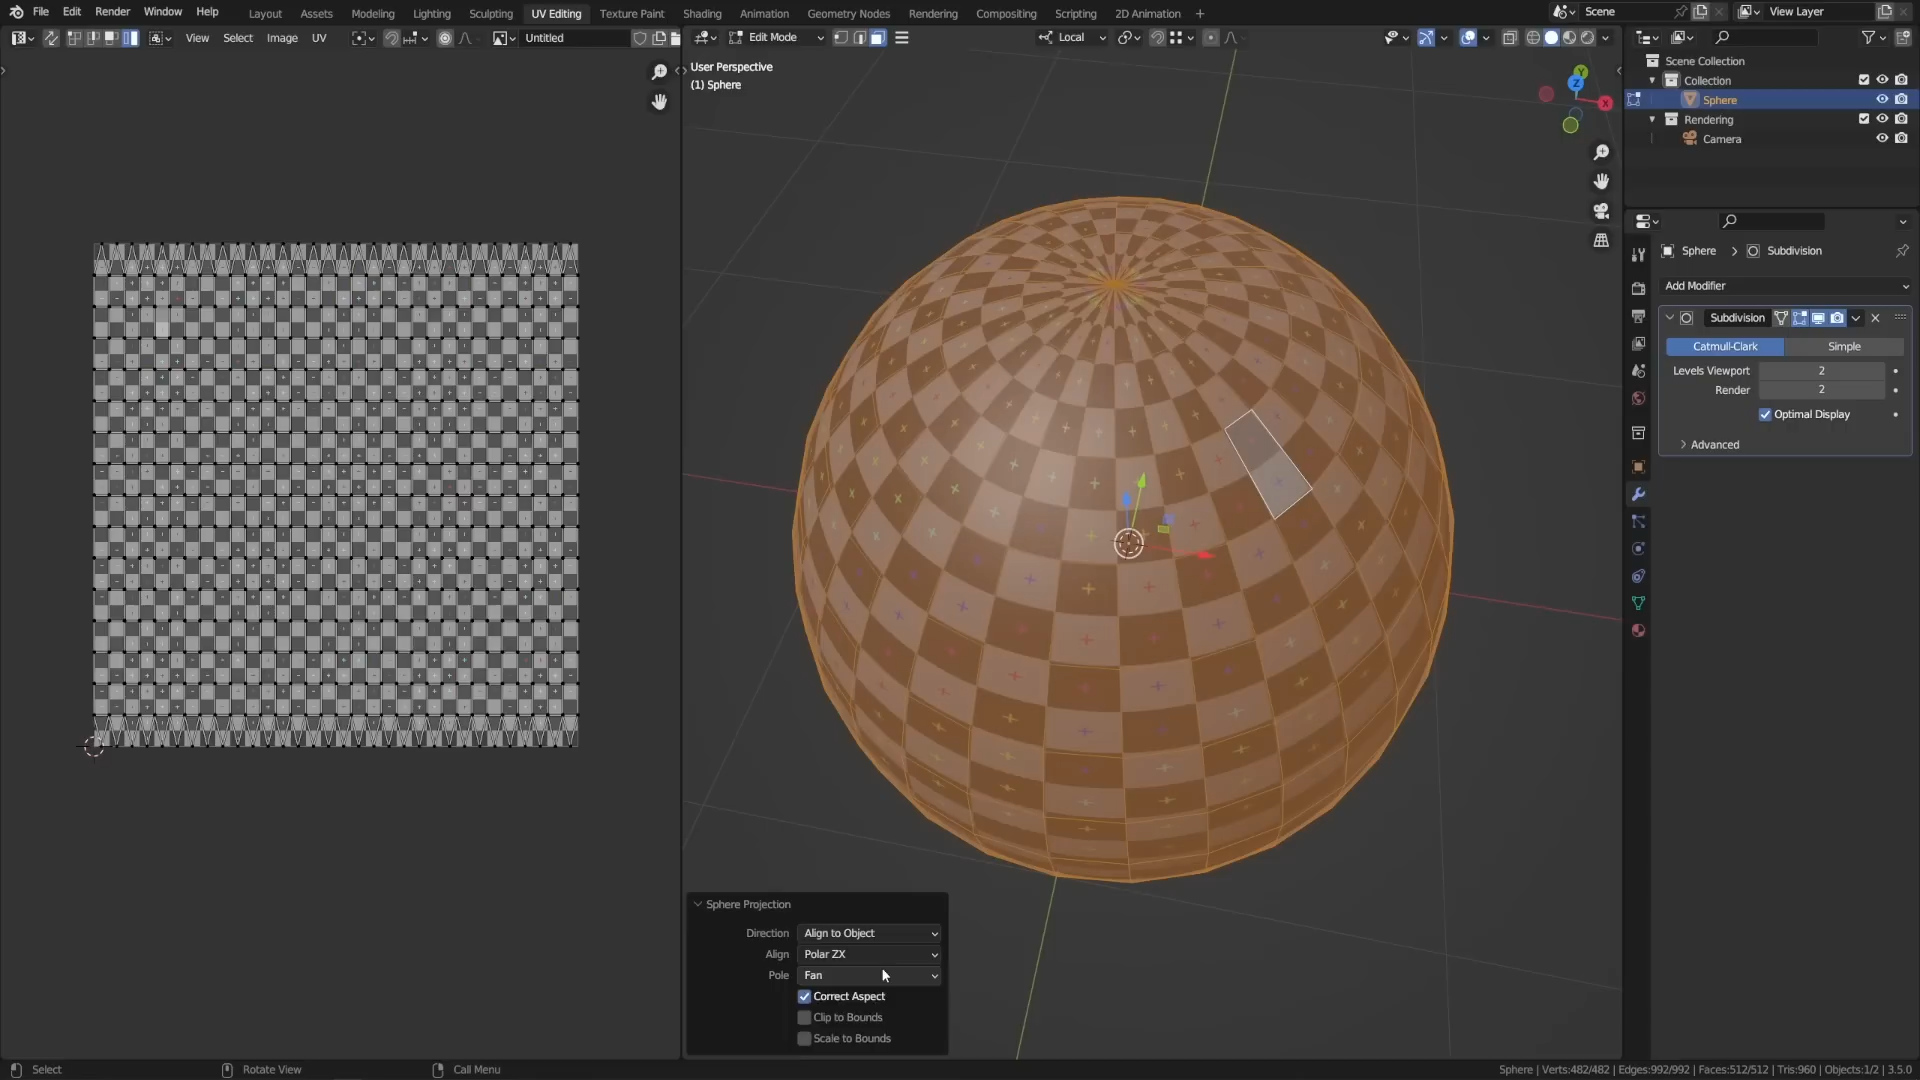 File Edit Render Window Help Layout Assets Modeling Lighting Sculpting UV Editing Texture Paint Shading Animation Geometry Nodes Rendering Compositing Scripting 2D Animation + Scene View Layer
View Select Image UV Untitled Edit Mode Local
User Perspective
(1) Sphere
Scene Collection
Collection
Sphere
Rendering
Camera
Sphere > Subdivision
Add Modifier
Subdivision
Catmull-Clark Simple
Levels Viewport 2
Render 2
Optimal Display
Advanced
X
Y
Z
Sphere Projection
Direction Align to Object
Align Polar ZX
Pole Fan
Correct Aspect
Clip to Bounds
Scale to Bounds
Select Rotate View Call Menu Sphere | Verts:482/482 | Edges:992/992 | Faces:512/512 | Tris:960 | Objects:1/2 | 3.5.0